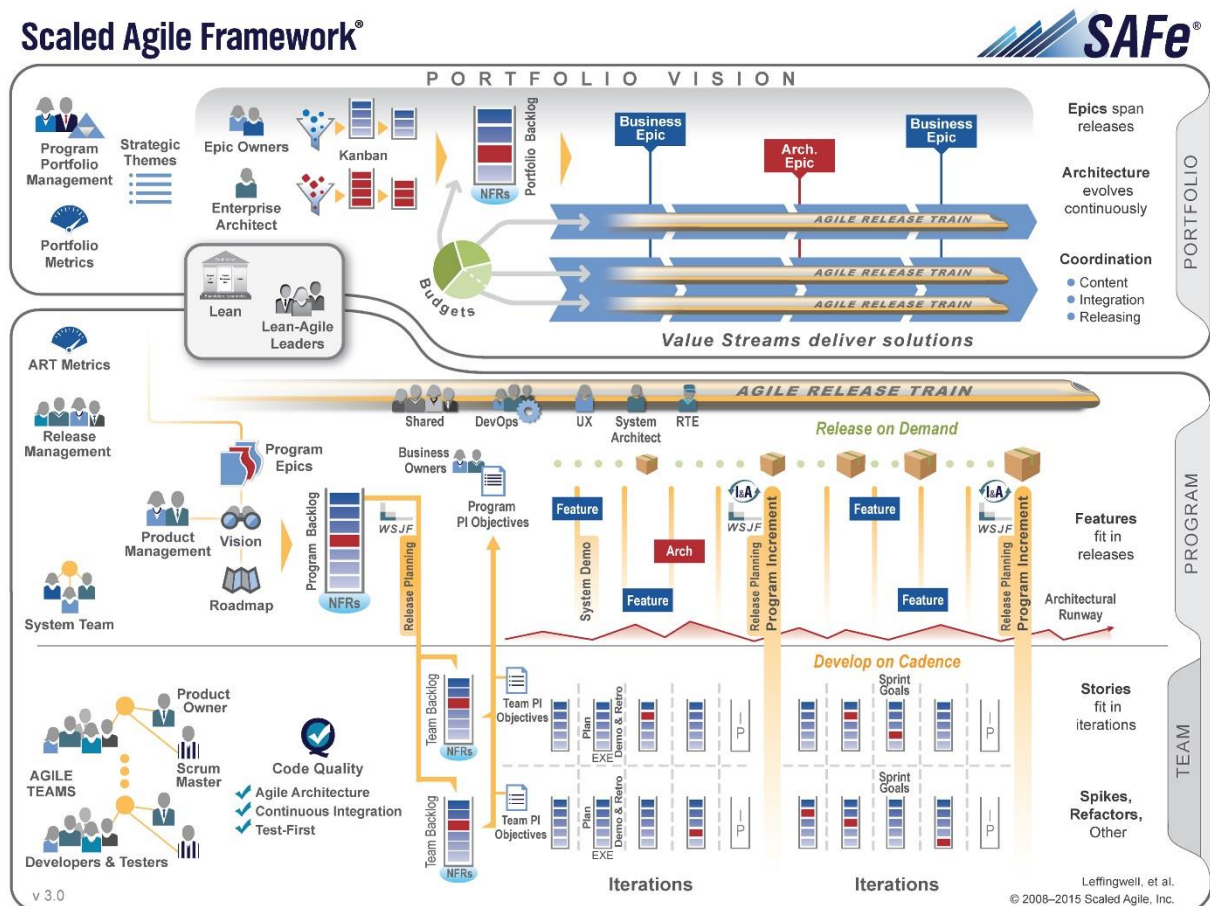 Scaled Agile Framework®
SAFe®
PORTFOLIO VISION
Program
Portfolio
Management
Strategic
Themes
Portfolio
Metrics
Epic Owners
Enterprise
Architect
Kanban
Portfolio Backlog
NFRs
Business
Epic
Arch.
Epic
Business
Epic
AGILE RELEASE TRAIN
AGILE RELEASE TRAIN
AGILE RELEASE TRAIN
Budgets
Value Streams deliver solutions
Epics span
releases
Architecture
evolves
continuously
Coordination
Content
Integration
Releasing
PORTFOLIO
Lean
Lean-Agile
Leaders
ART Metrics
Release
Management
AGILE RELEASE TRAIN
Shared
DevOps
UX
System
Architect
RTE
Release on Demand
Program
Epics
Product
Management
Vision
Roadmap
System Team
Program Backlog
NFRs
WSJF
Release Planning
Business
Owners
Program
PI Objectives
Feature
System Demo
Feature
Arch
I&A
WSJF
Release Planning
Program Increment
Feature
Feature
I&A
WSJF
Release Planning
Program Increment
Features
fit in
releases
Architectural
Runway
PROGRAM
Develop on Cadence
AGILE
TEAMS
Product
Owner
Scrum
Master
Developers & Testers
Code Quality
Agile Architecture
Continuous Integration
Test-First
Team Backlog
NFRs
Team PI
Objectives
Plan
EXE
Demo & Retro
I P
Sprint
Goals
I P
Stories
fit in
iterations
Team Backlog
NFRs
Team PI
Objectives
Plan
EXE
Demo & Retro
I P
Sprint
Goals
I P
Spikes,
Refactors,
Other
TEAM
Iterations
Iterations
v 3.0
Leffingwell, et al.
© 2008–2015 Scaled Agile, Inc.